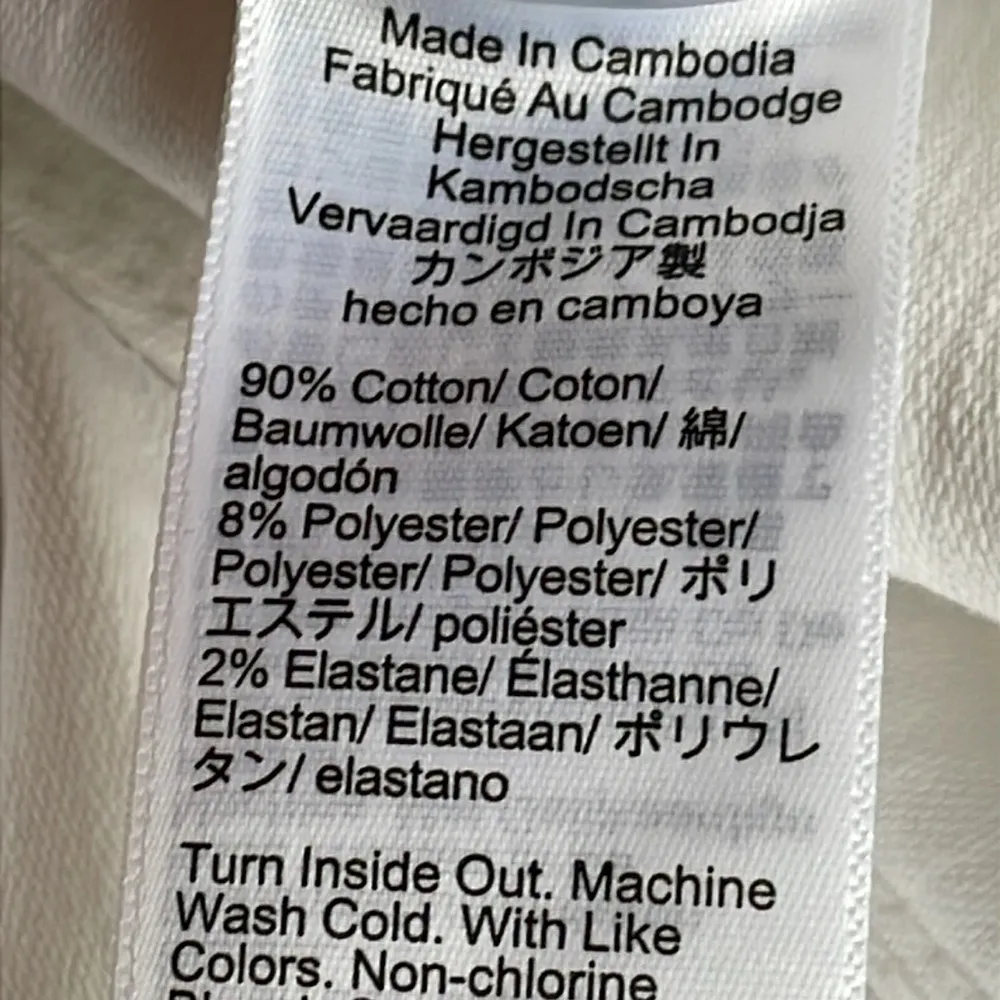 Made In Cambodia
Fabriqué Au Cambodge
Hergestellt In
Kambodscha
Vervaardigd In Cambodja
カンボジア製
hecho en camboya
90% Cotton/ Coton/
Baumwolle/ Katoen/ 綿/
algodón
8% Polyester/ Polyester/
Polyester/ Polyester/ ポリ
エステル/ poliéster
2% Elastane/ Élasthanne/
Elastan/ Elastaan/ ポリウレ
タン/ elastano
Turn Inside Out. Machine
Wash Cold. With Like
Colors. Non-chlorine